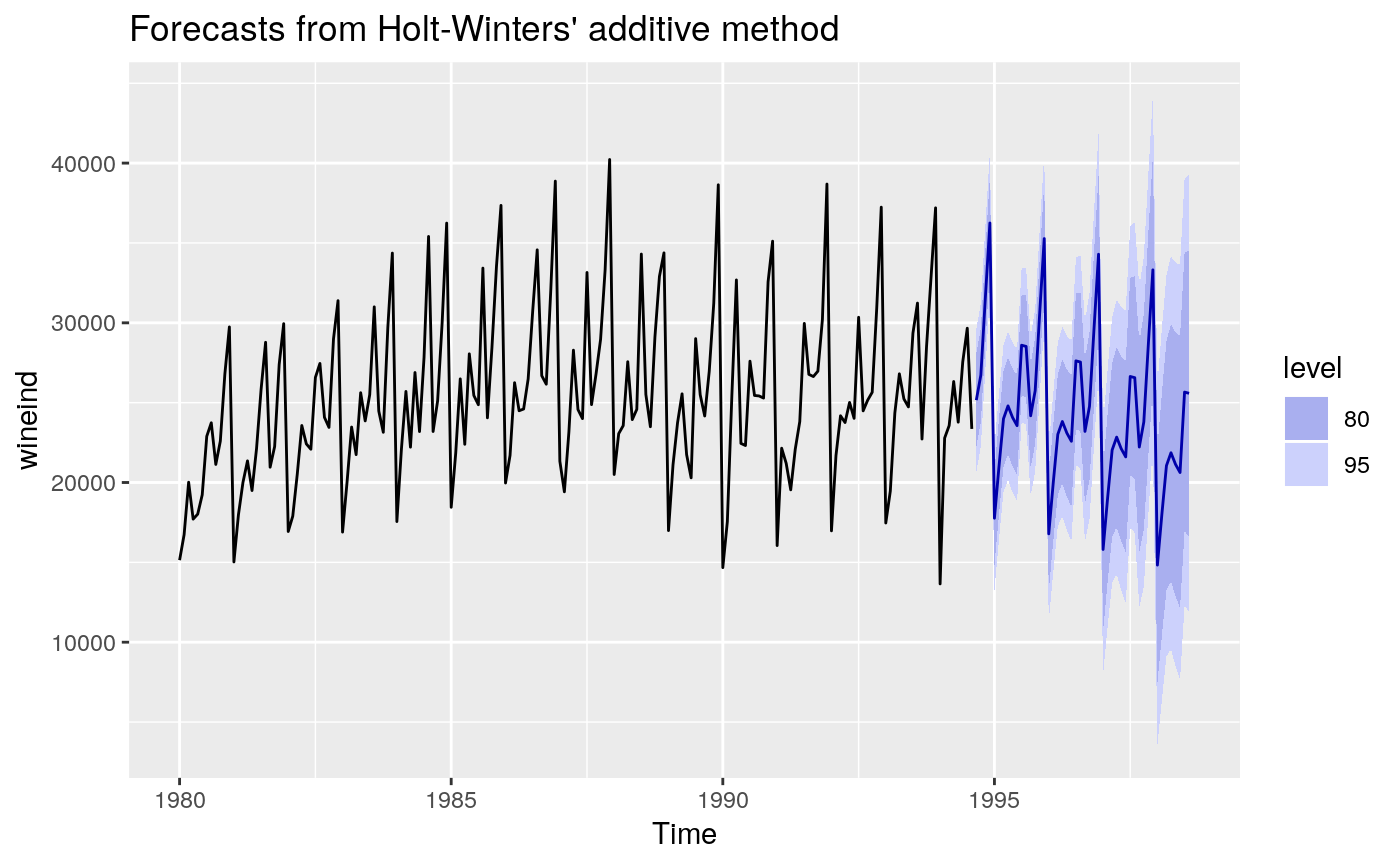 Forecasts from Holt-Winters' additive method
wineind
40000
30000
20000
10000
1980
1985
1990
1995
Time
level
80
95